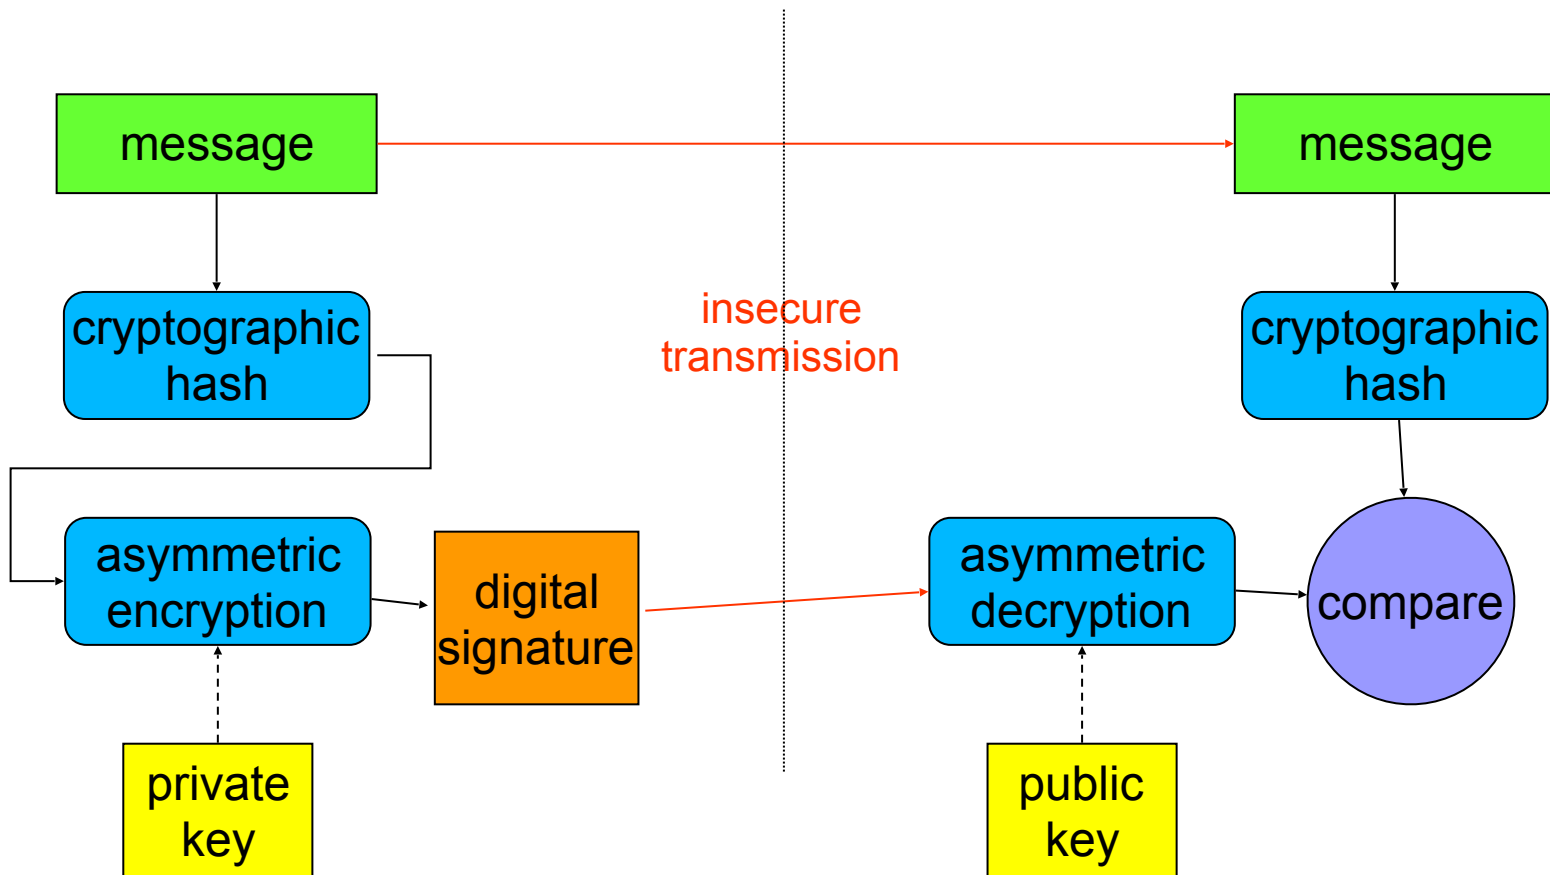 message
message
cryptographic
hash
insecure
transmission
cryptographic
hash
asymmetric
encryption
digital
signature
asymmetric
decryption
compare
private
key
public
key